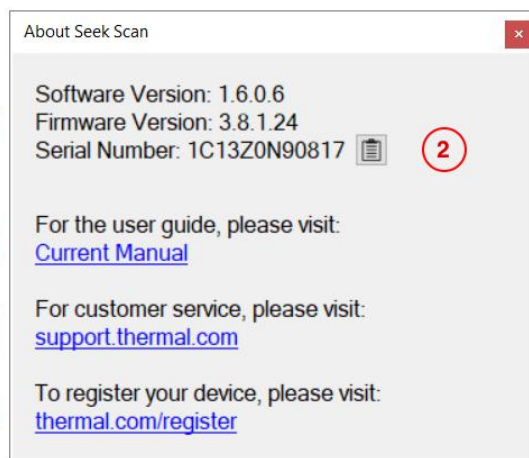 About Seek Scan
Software Version: 1.6.0.6
Firmware Version: 3.8.1.24
Serial Number: 1C13Z0N90817 2
For the user guide, please visit:
Current Manual
For customer service, please visit:
support.thermal.com
To register your device, please visit:
thermal.com/register